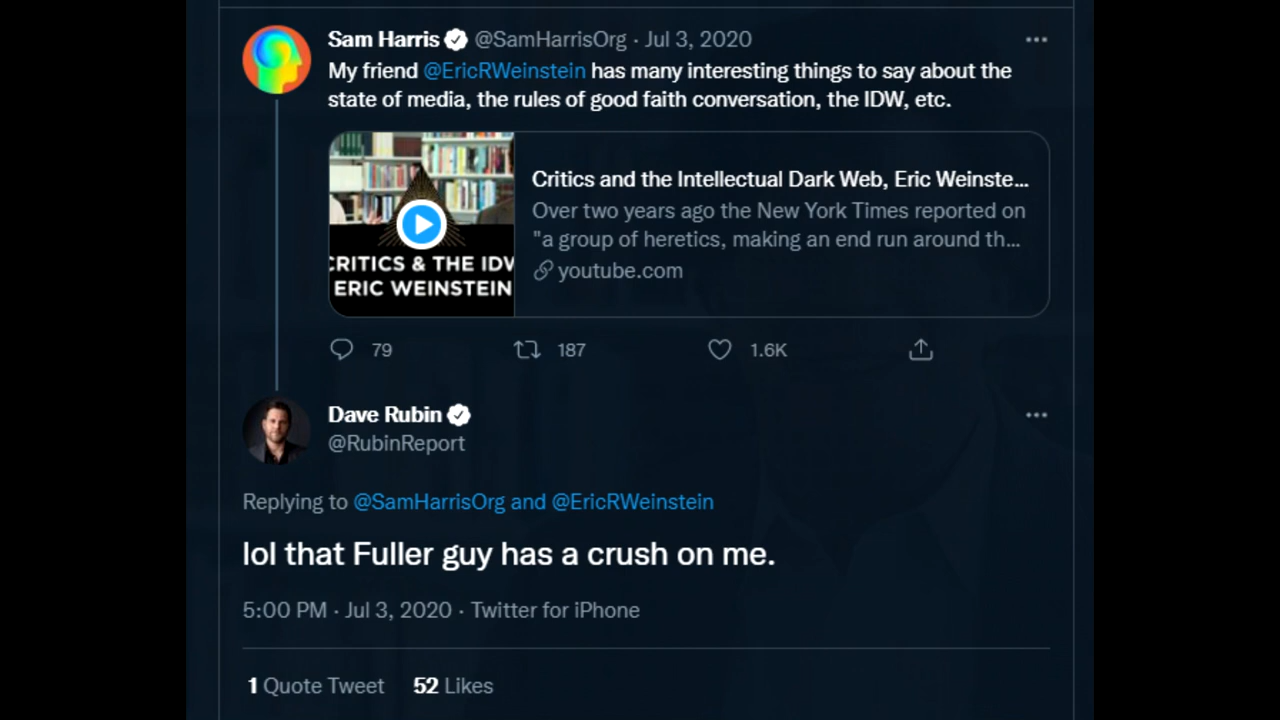 Sam Harris @SamHarrisOrg · Jul 3, 2020
My friend @EricRWeinstein has many interesting things to say about the
state of media, the rules of good faith conversation, the IDW, etc.
CRITICS & THE IDW
ERIC WEINSTEIN
Critics and the Intellectual Dark Web, Eric Weinste...
Over two years ago the New York Times reported on
"a group of heretics, making an end run around th...
youtube.com
79 187 1.6K
Dave Rubin
@RubinReport
Replying to @SamHarrisOrg and @EricRWeinstein
lol that Fuller guy has a crush on me.
5:00 PM · Jul 3, 2020 · Twitter for iPhone
1 Quote Tweet 52 Likes